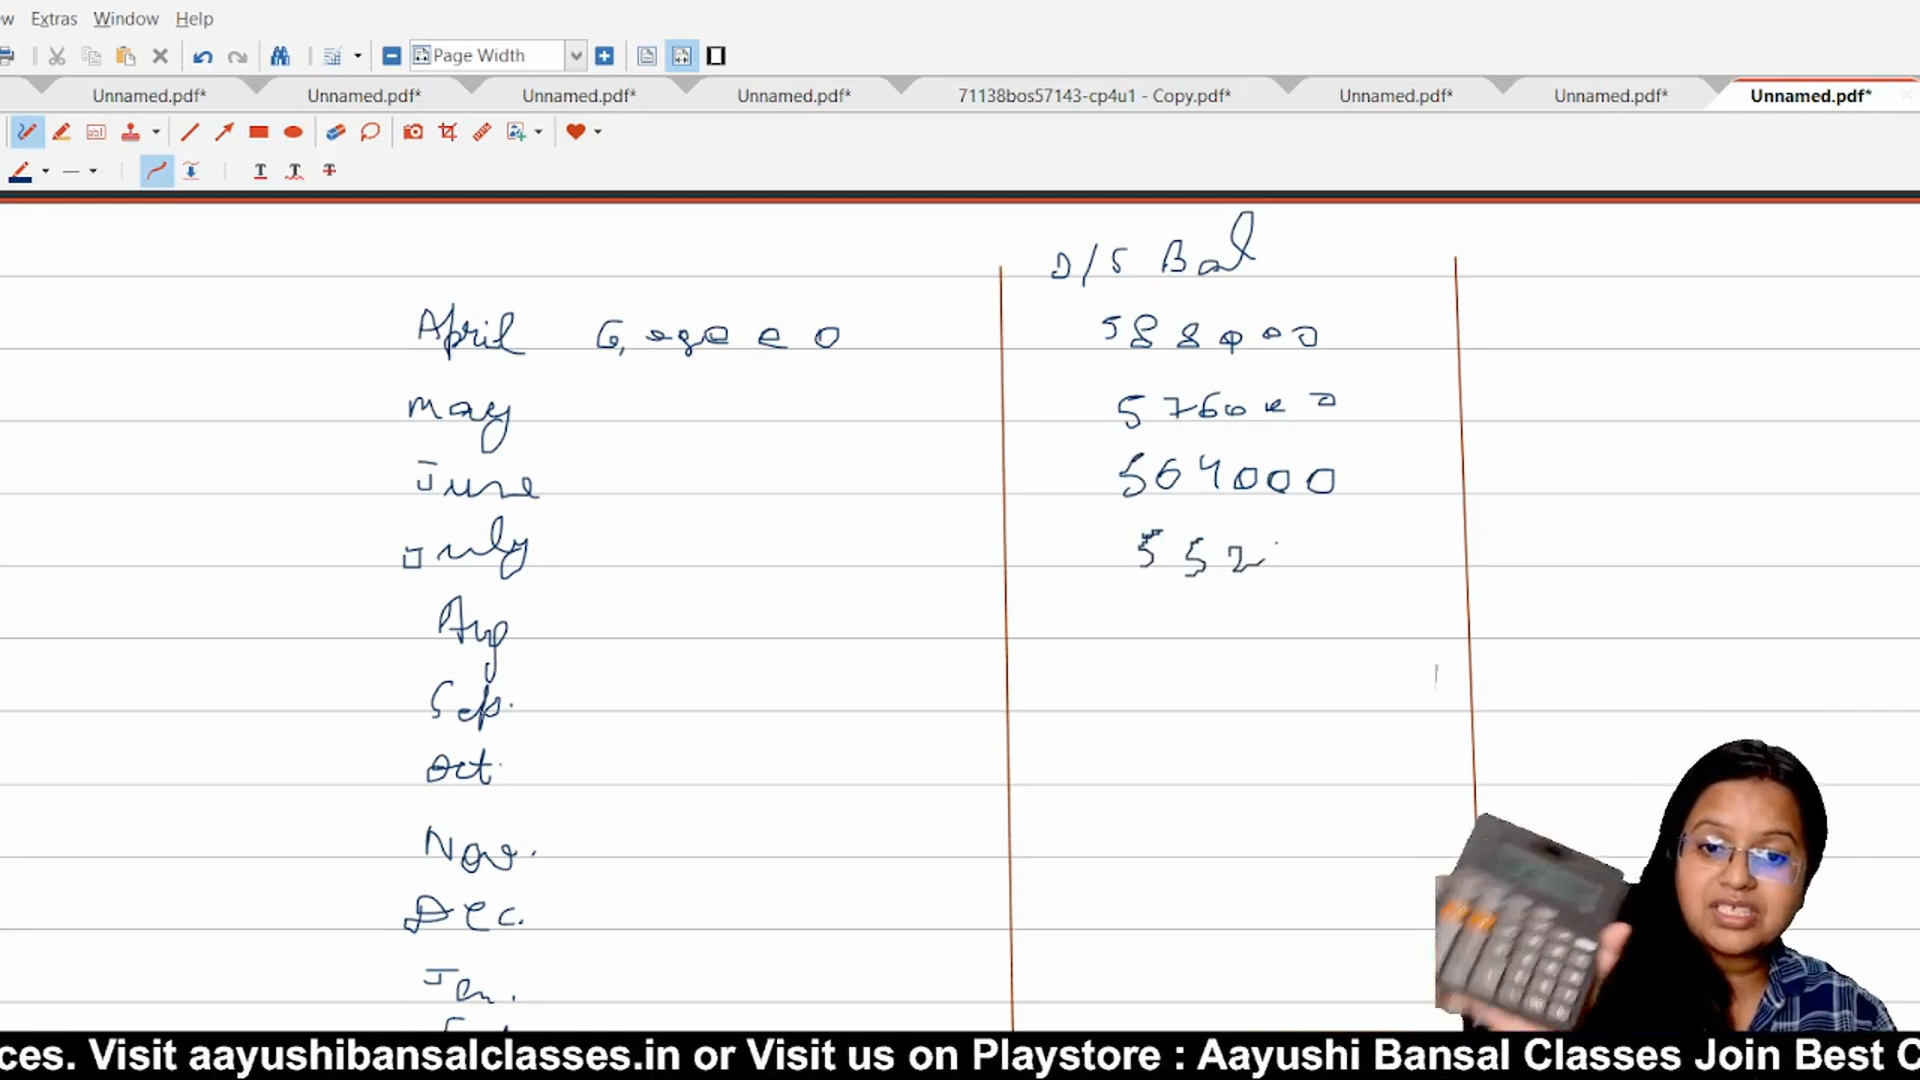 Extras Window Help
Page Width
Unnamed.pdf* Unnamed.pdf* Unnamed.pdf* Unnamed.pdf* 71138bos57143-cp4u1 - Copy.pdf* Unnamed.pdf* Unnamed.pdf* Unnamed.pdf*
O/S Bal
April 588000
May 576000
June 564000
July 552
Aug
Sep.
Oct.
Nov.
Dec.
Jan.
ces. Visit aayushibansalclasses.in or Visit us on Playstore : Aayushi Bansal Classes Join Best C